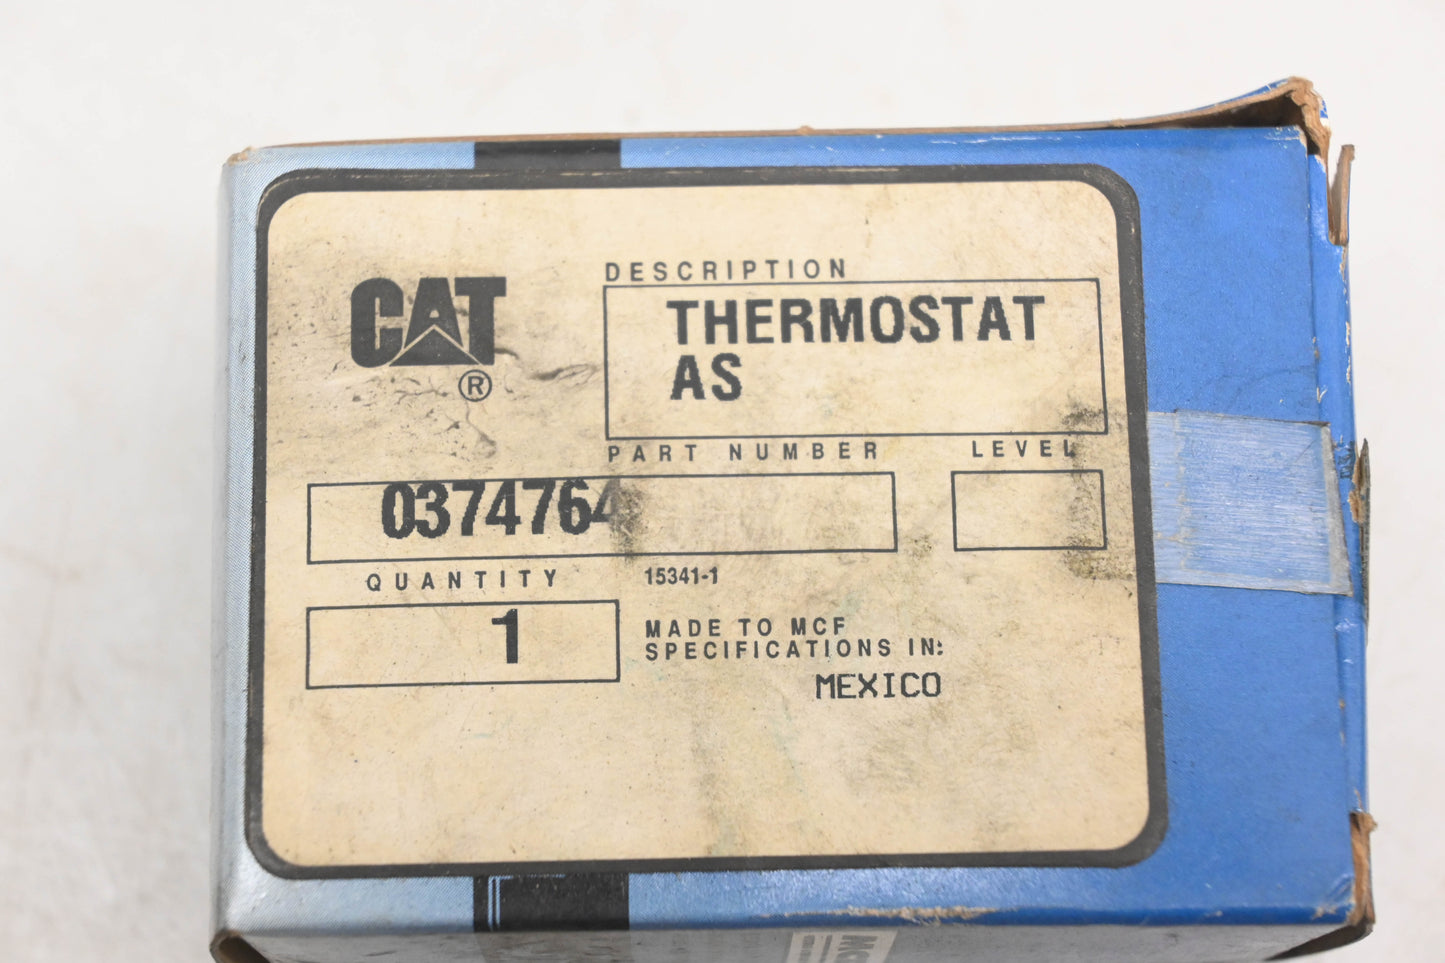 CAT
®
DESCRIPTION
THERMOSTAT
AS
PART NUMBER
LEVEL
0374764
QUANTITY
15341-1
1
MADE TO MCF
SPECIFICATIONS IN:
MEXICO